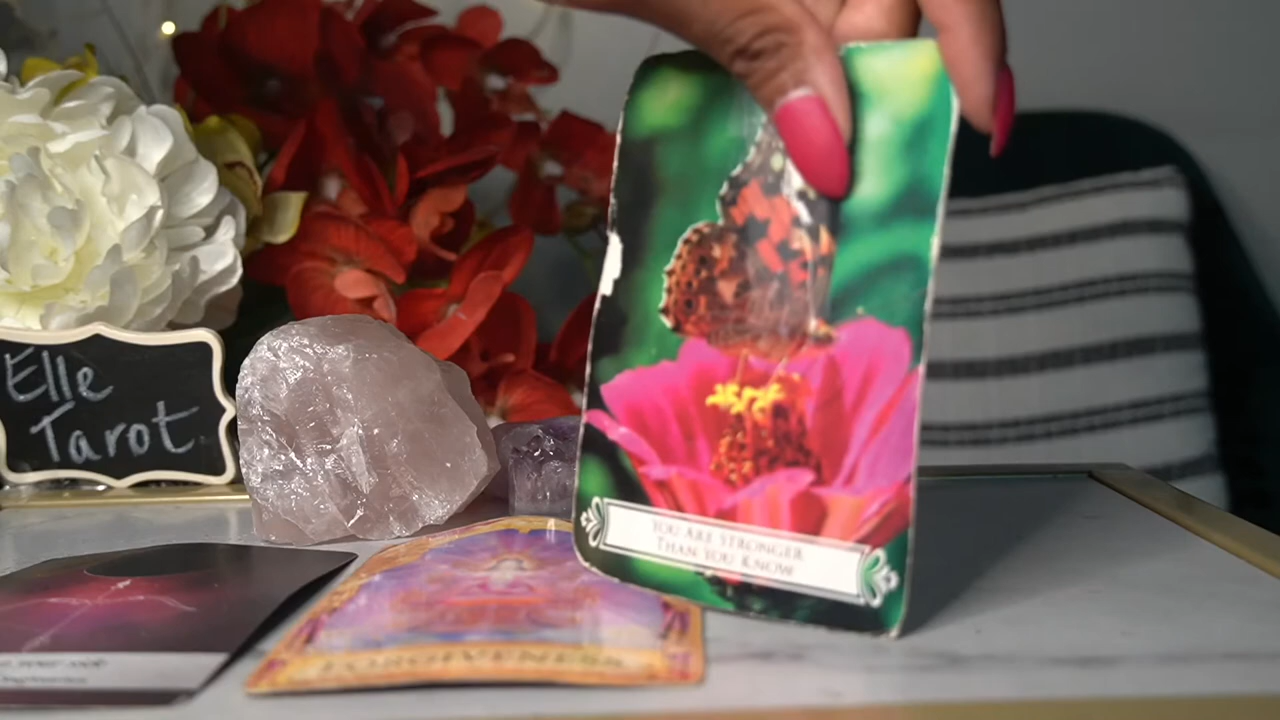 Elle
Tarot
YOU ARE STRONGER
THAN YOU KNOW
FORGIVENESS